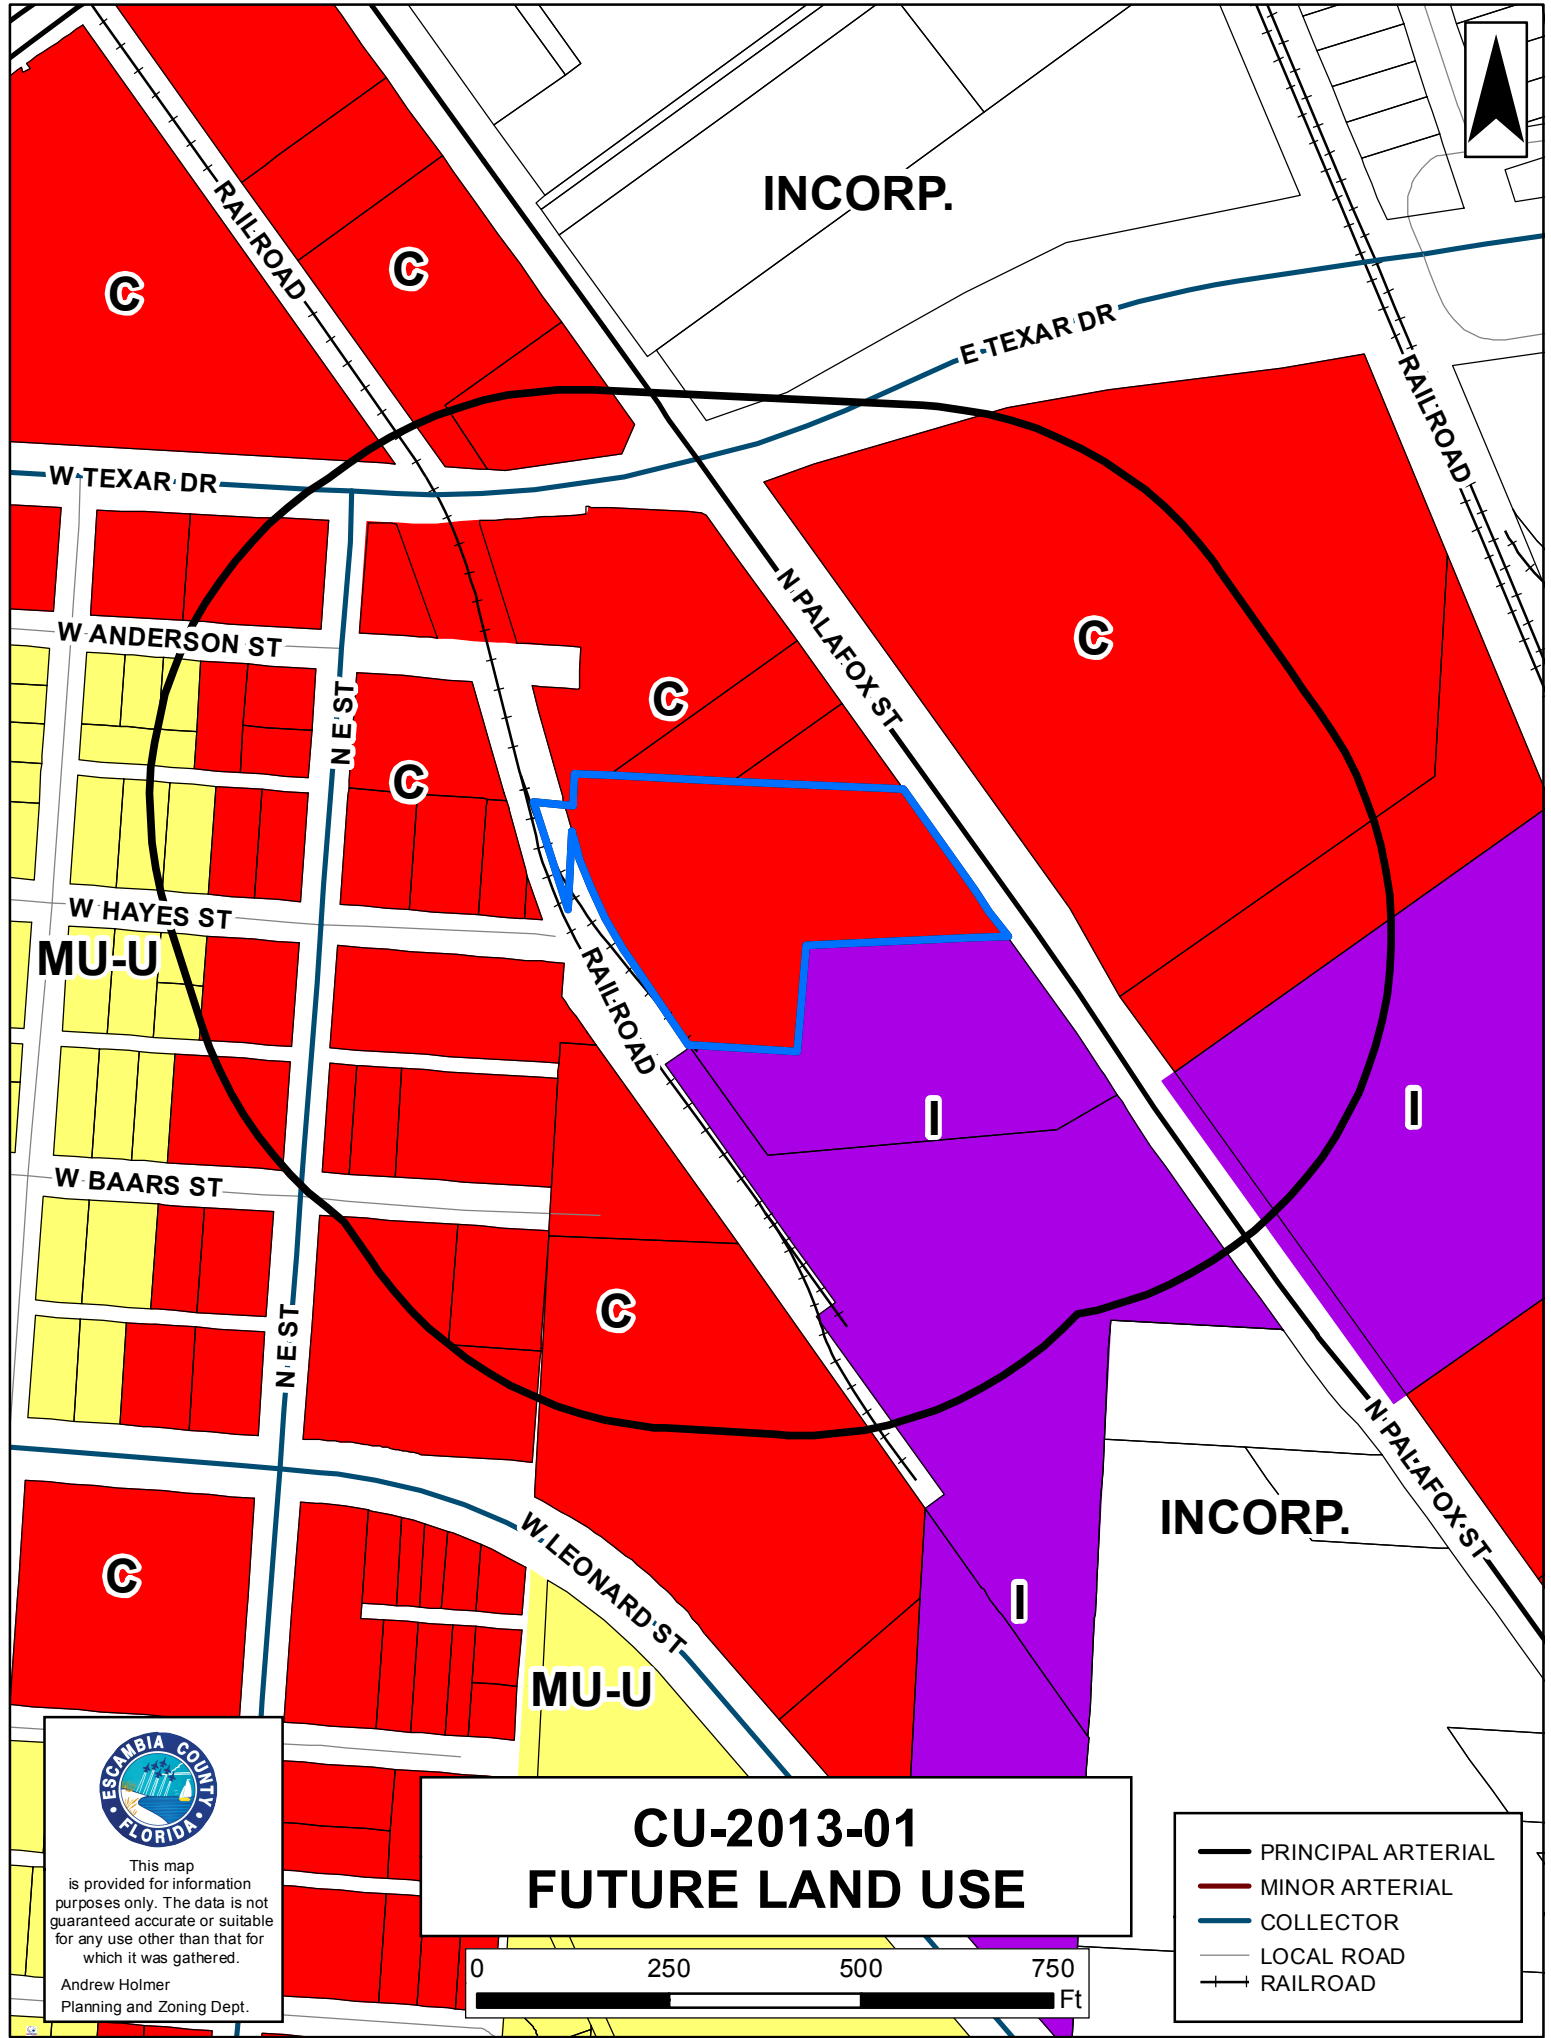 INCORP.
C
C
RAILROAD
E TEXAR DR
RAILROAD
W TEXAR DR
N PALAFOX ST
C
W ANDERSON ST
N E ST
C
C
W HAYES ST
MU-U
RAILROAD
I
I
W BAARS ST
C
N E ST
N PALAFOX ST
INCORP.
C
W LEONARD ST
I
MU-U
ESCAMBIA COUNTY
FLORIDA
This map
is provided for information
purposes only. The data is not
guaranteed accurate or suitable
for any use other than that for
which it was gathered.
Andrew Holmer
Planning and Zoning Dept.
CU-2013-01
FUTURE LAND USE
0 250 500 750
Ft
PRINCIPAL ARTERIAL
MINOR ARTERIAL
COLLECTOR
LOCAL ROAD
RAILROAD